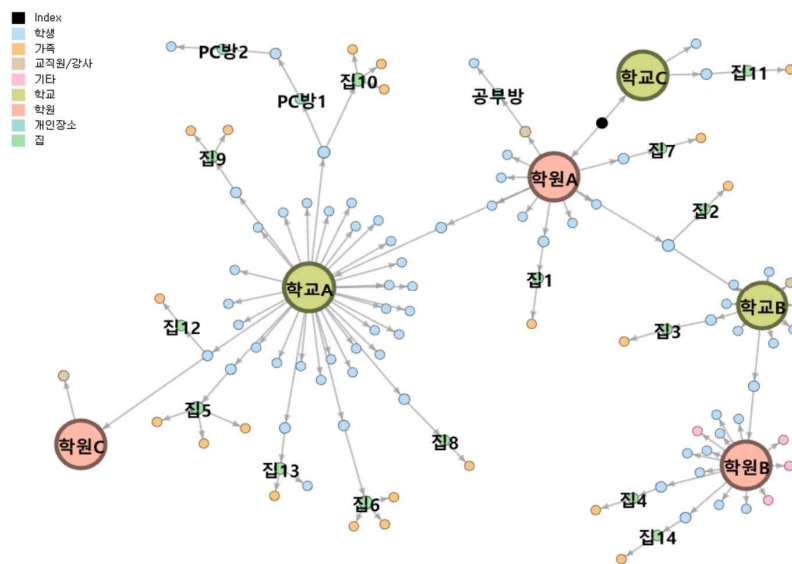 Index
학생
가족
교직원/강사
기타
학교
학원
개인장소
집
PC방2
집10
PC방1
집9
공부방
학교C
집11
집7
학원A
집2
집1
학교A
학교B
집3
집12
집5
집8
학원C
집13
집6
학원B
집4
집14